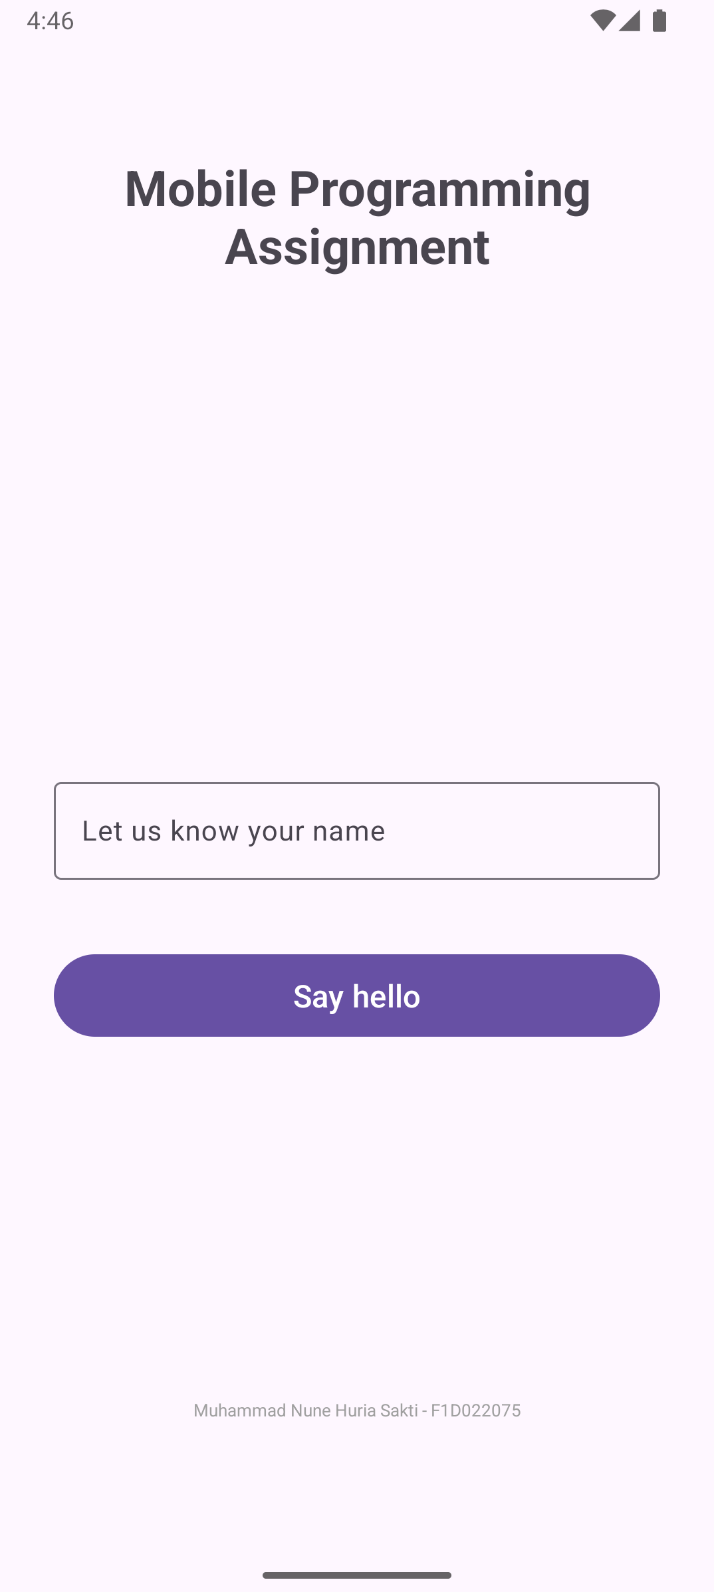 4:46
Mobile Programming
Assignment
Let us know your name
Say hello
Muhammad Nune Huria Sakti - F1D022075